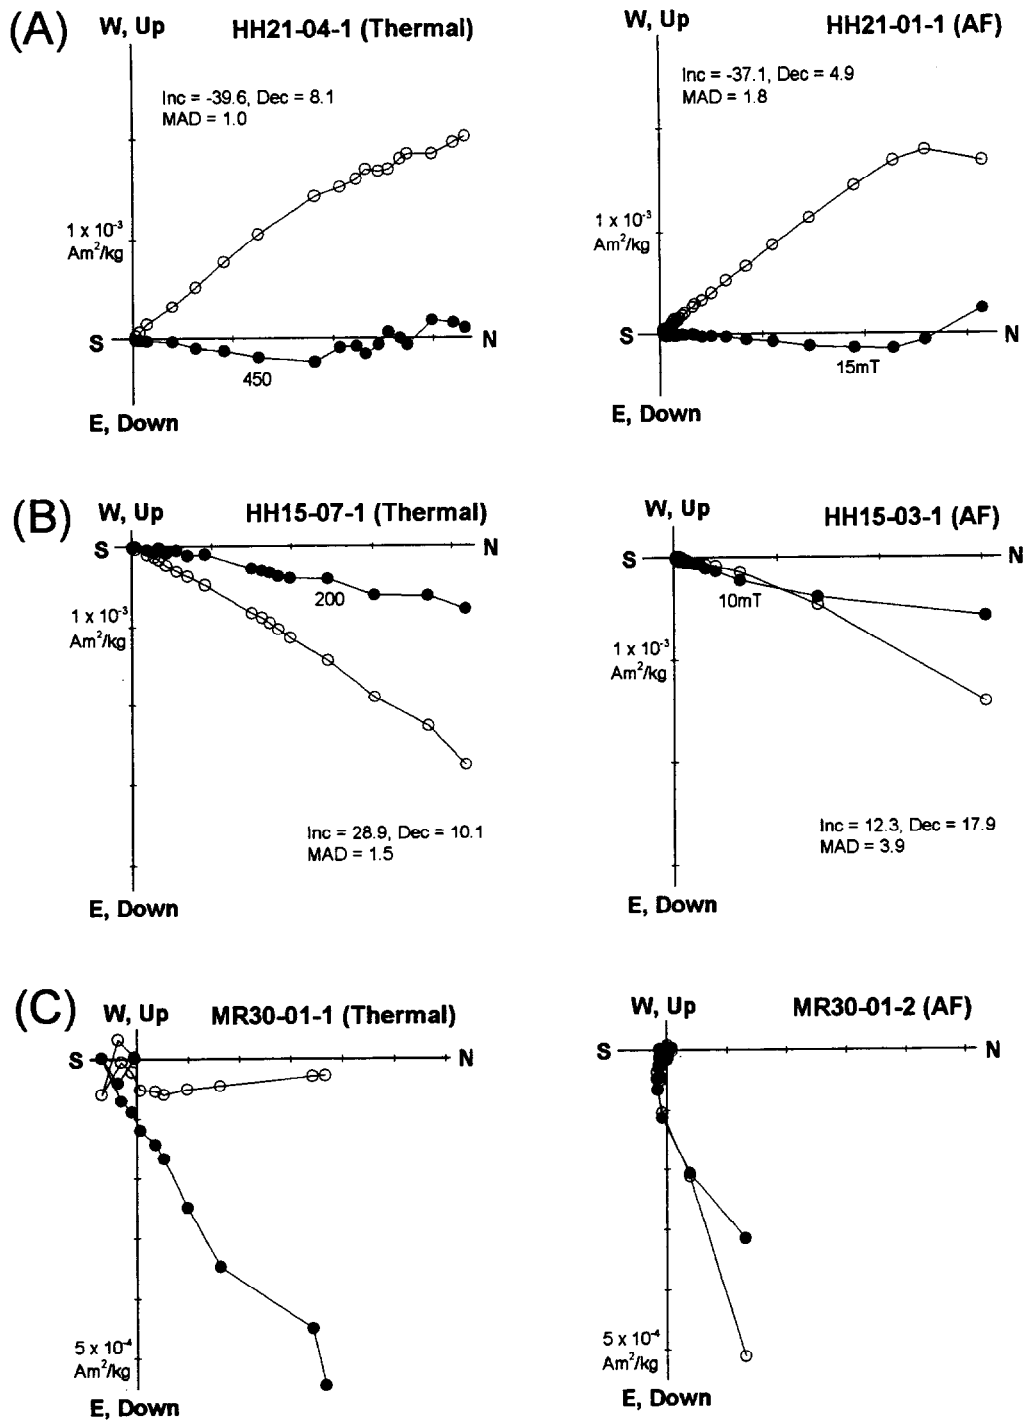 (A)
W, Up
HH21-04-1 (Thermal)
Inc = -39.6, Dec = 8.1
MAD = 1.0
1 x 10⁻³
Am²/kg
S
N
450
E, Down
W, Up
HH21-01-1 (AF)
Inc = -37.1, Dec = 4.9
MAD = 1.8
1 x 10⁻³
Am²/kg
S
N
15mT
E, Down
(B)
W, Up
HH15-07-1 (Thermal)
S
N
200
1 x 10⁻³
Am²/kg
Inc = 28.9, Dec = 10.1
MAD = 1.5
E, Down
W, Up
HH15-03-1 (AF)
S
N
10mT
1 x 10⁻³
Am²/kg
Inc = 12.3, Dec = 17.9
MAD = 3.9
E, Down
(C)
W, Up
MR30-01-1 (Thermal)
S
N
5 x 10⁻⁴
Am²/kg
E, Down
W, Up
MR30-01-2 (AF)
S
N
5 x 10⁻⁴
Am²/kg
E, Down